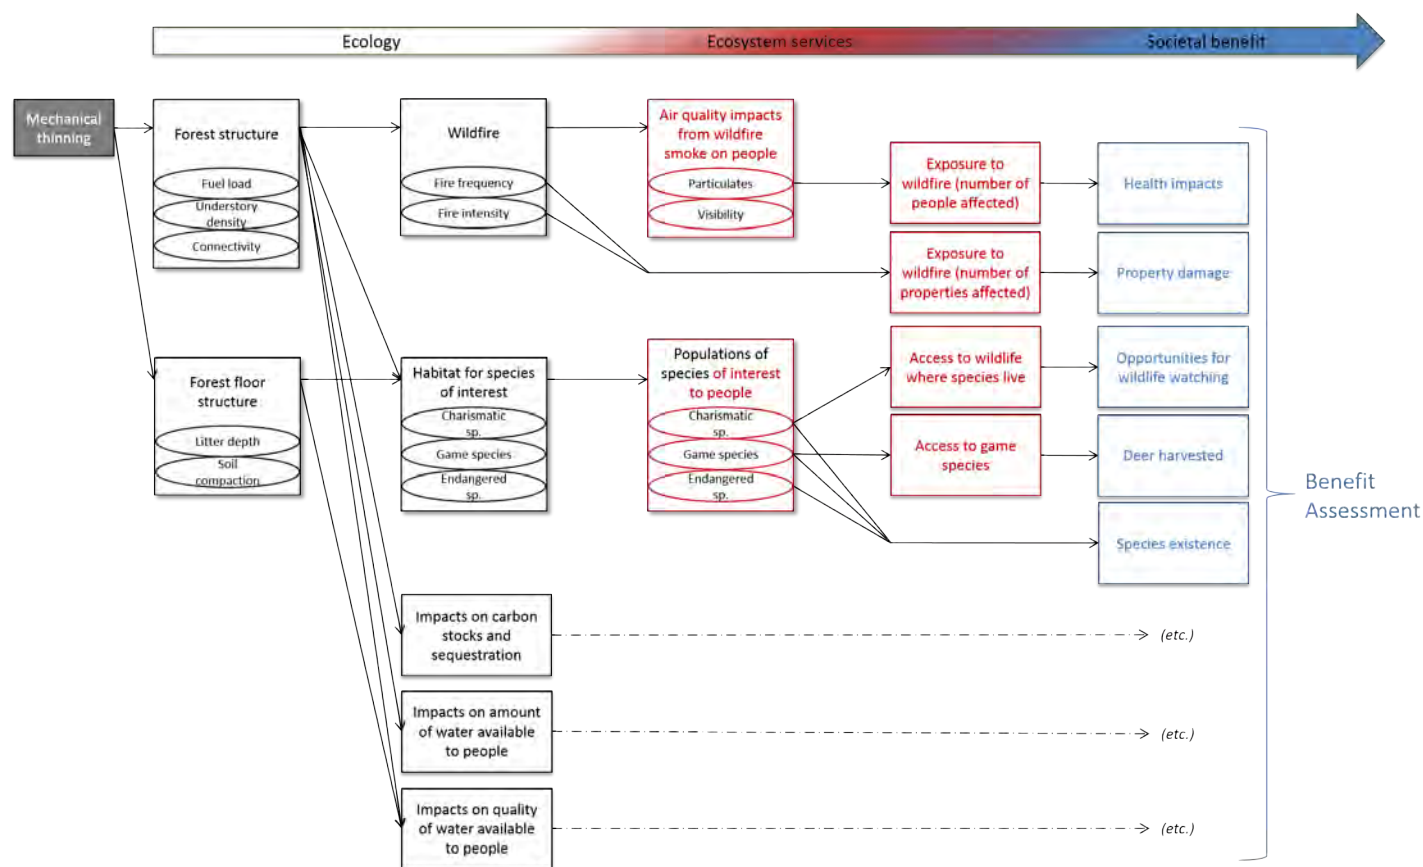 Ecology
Ecosystem services
Societal benefit
Mechanical
thinning
Forest structure
Fuel load
Understory
density
Connectivity
Wildfire
Fire frequency
Fire intensity
Air quality impacts
from wildfire
smoke on people
Particulates
Visibility
Exposure to
wildfire (number of
people affected)
Health impacts
Exposure to
wildfire (number of
properties affected)
Property damage
Forest floor
structure
Litter depth
Soil
compaction
Habitat for species
of interest
Charismatic
sp.
Game species
Endangered
sp.
Populations of
species of interest
to people
Charismatic
sp.
Game species
Endangered
sp.
Access to wildlife
where species live
Opportunities for
wildlife watching
Access to game
species
Deer harvested
Species existence
Benefit
Assessment
Impacts on carbon
stocks and
sequestration
(etc.)
Impacts on amount
of water available
to people
(etc.)
Impacts on quality
of water available
to people
(etc.)